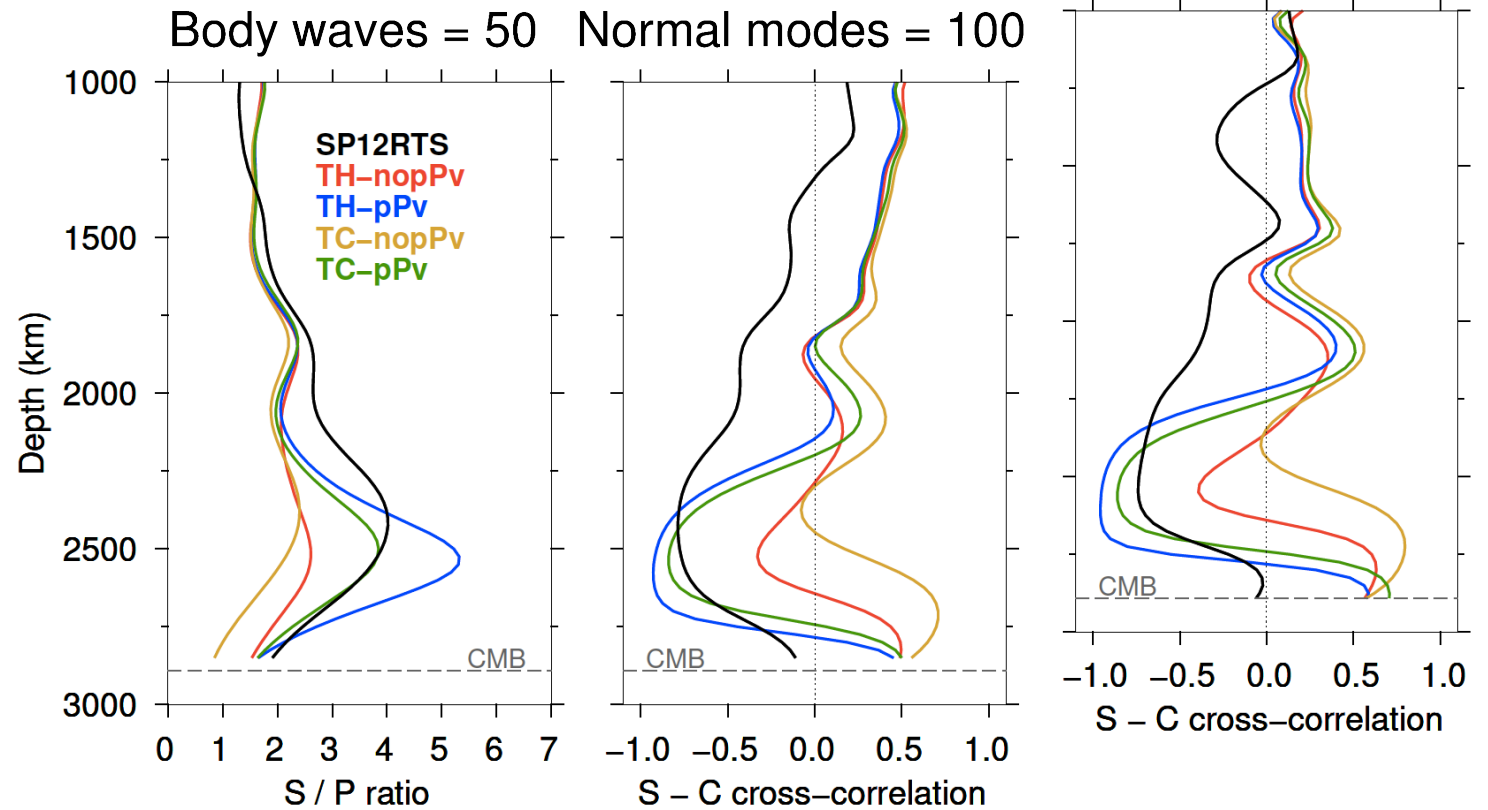 Body waves = 50
Normal modes = 100
1000
1500
2000
2500
3000
Depth (km)
SP12RTS
TH–nopPv
TH–pPv
TC–nopPv
TC–pPv
CMB
0 1 2 3 4 5 6 7
S / P ratio
CMB
−1.0 −0.5 0.0 0.5 1.0
S − C cross−correlation
CMB
−1.0 −0.5 0.0 0.5 1.0
S − C cross−correlation